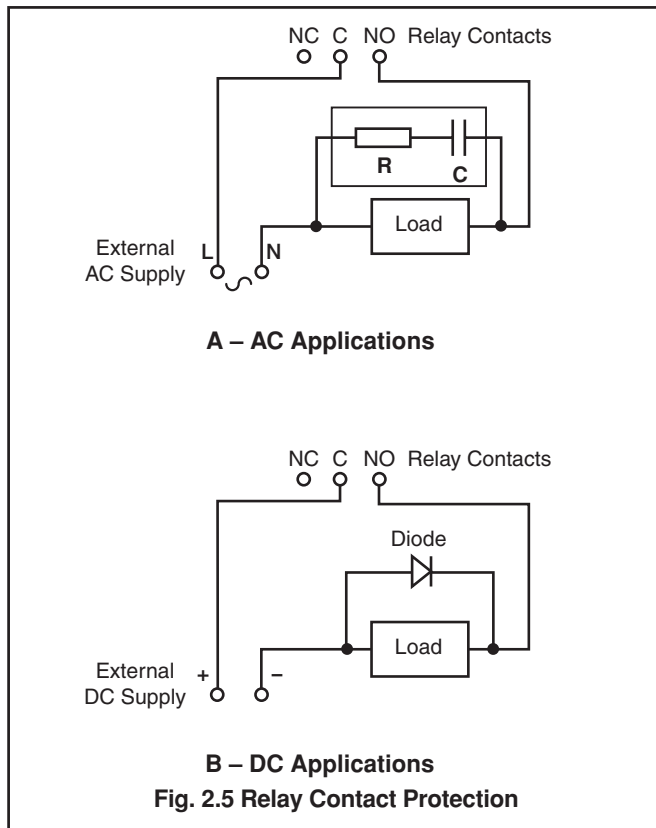 NC C NO Relay Contacts
R
C
Load
External
AC Supply
L N
A – AC Applications
NC C NO Relay Contacts
Diode
Load
External
DC Supply
+ –
B – DC Applications
Fig. 2.5 Relay Contact Protection